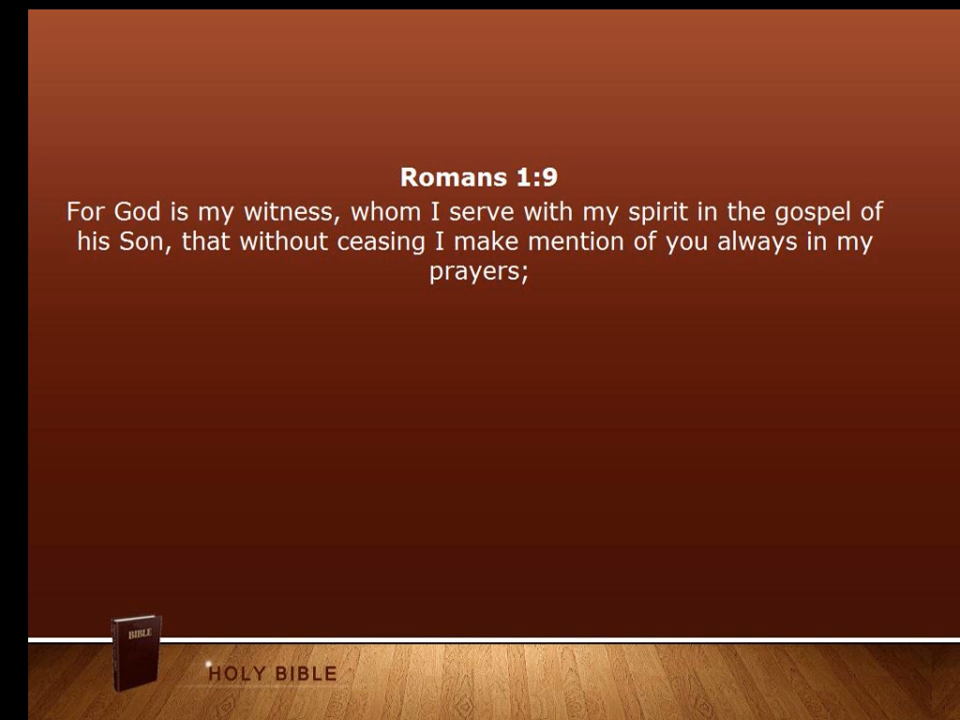 Romans 1:9
For God is my witness, whom I serve with my spirit in the gospel of
his Son, that without ceasing I make mention of you always in my
prayers;
BIBLE
HOLY BIBLE